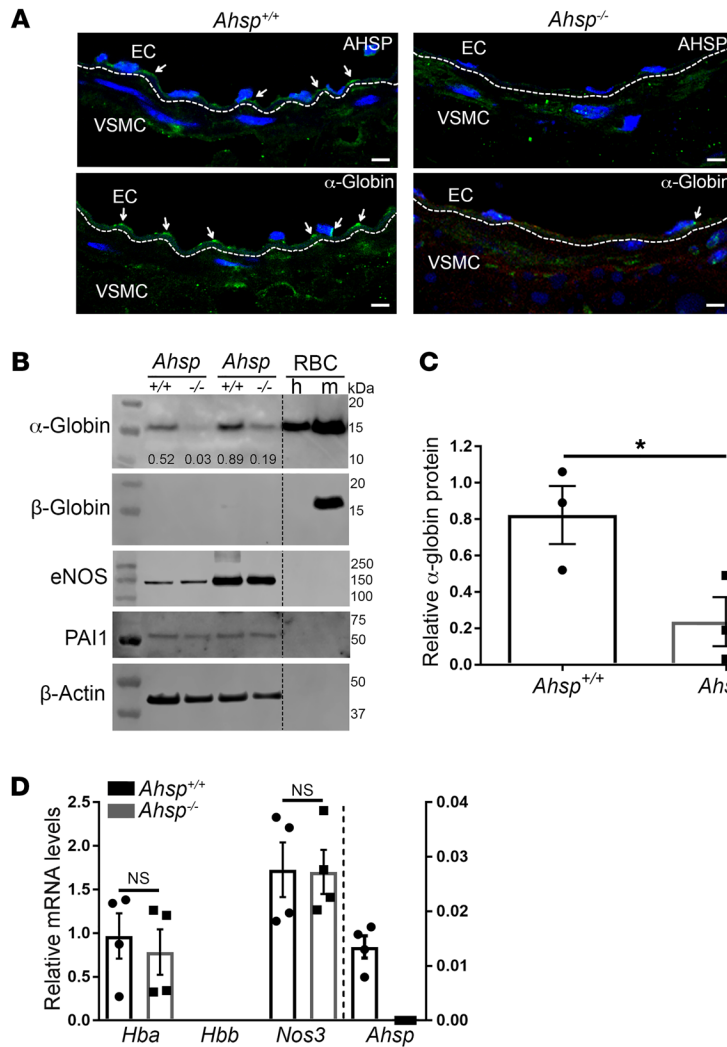 A
Ahsp+/+
Ahsp-/-
EC
AHSP
VSMC
EC
AHSP
VSMC
EC
α-Globin
VSMC
EC
α-Globin
VSMC
B
Ahsp Ahsp RBC
+/+ -/- +/+ -/- h m kDa
α-Globin
20
15
10
0.52 0.03 0.89 0.19
β-Globin
20
15
eNOS
250
150
100
PAI1
75
50
β-Actin
50
37
C
Relative α-globin protein
1.2
1.0
0.8
0.6
0.4
0.2
0.0
*
Ahsp+/+
Ahs
D
Ahsp+/+
Ahsp-/-
Relative mRNA levels
2.5
2.0
1.5
1.0
0.5
0.0
NS
NS
0.04
0.03
0.02
0.01
0.00
Hba Hbb Nos3 Ahsp